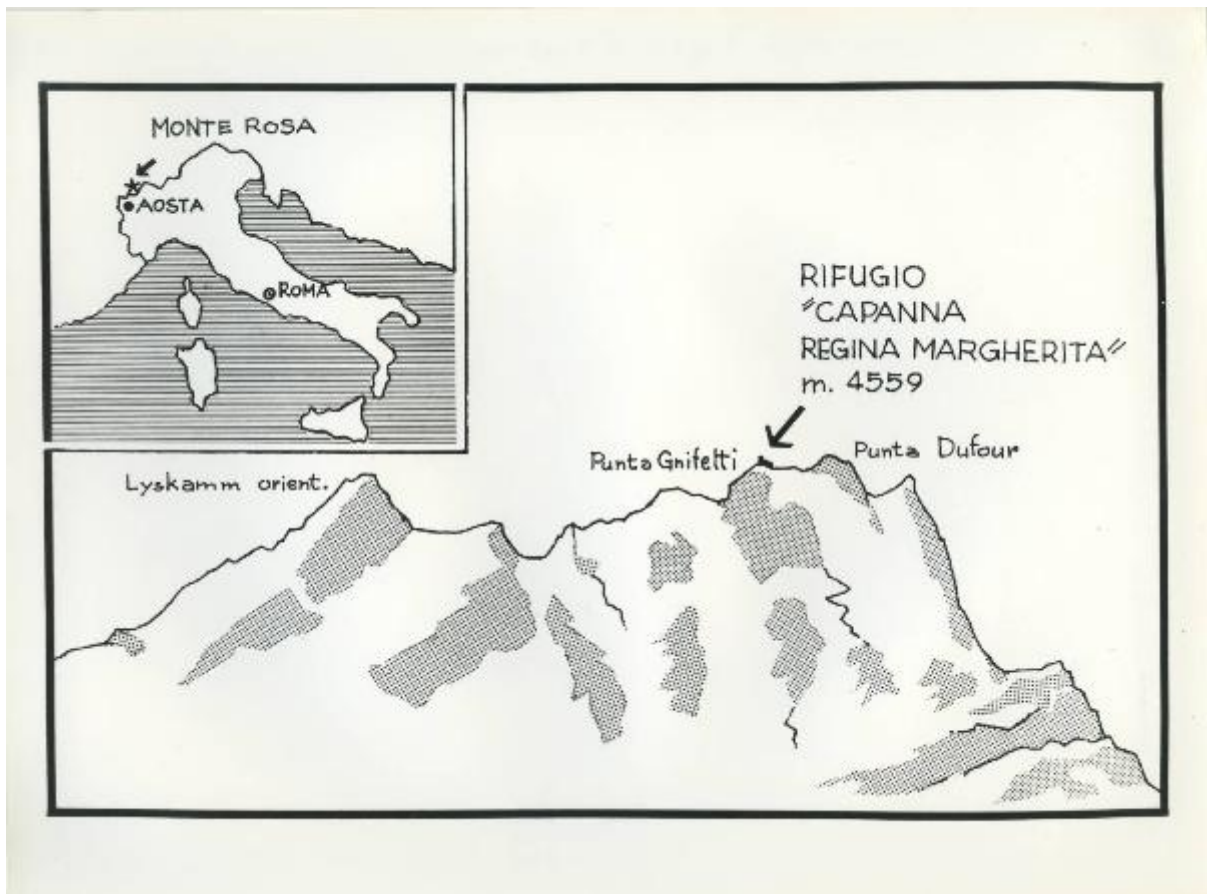 MONTE ROSA
AOSTA
ROMA
RIFUGIO
"CAPANNA
REGINA MARGHERITA"
m. 4559
Punta Gnifetti
Punta Dufour
Lyskamm orient.